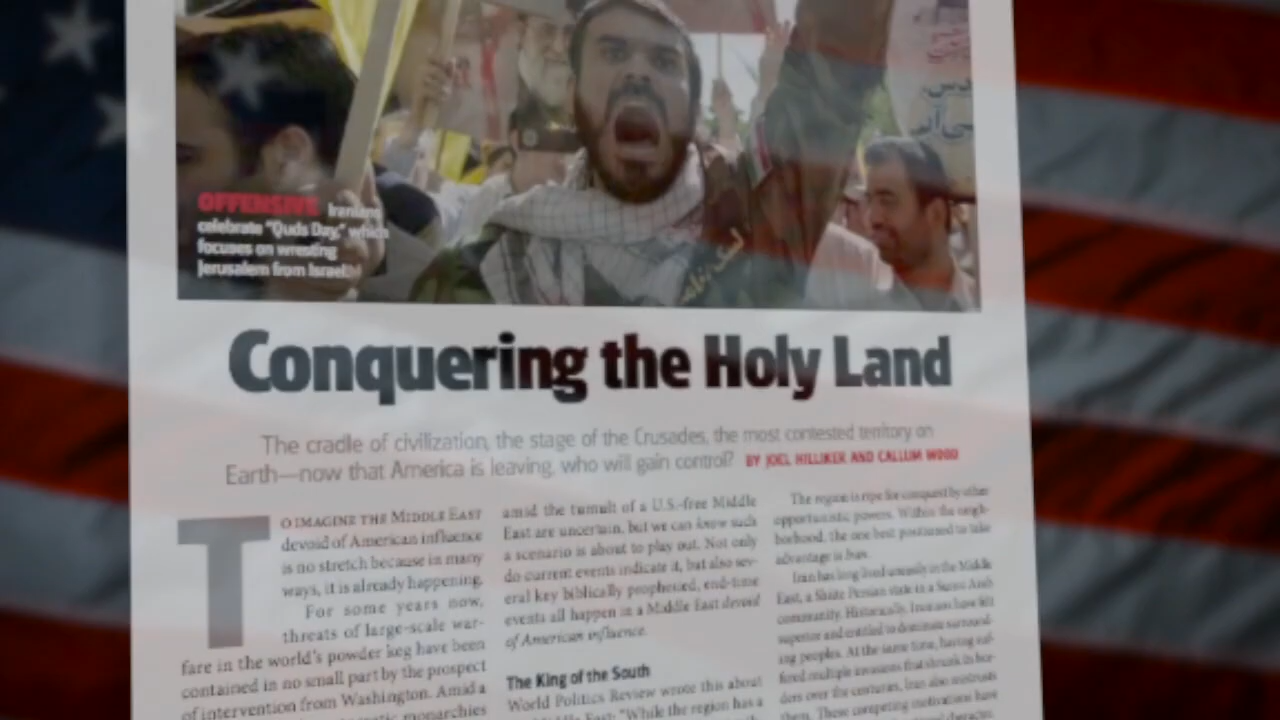 OFFENSIVE Iranians
celebrate "Quds Day," which
focuses on wresting
Jerusalem from Israel.
Conquering the Holy Land
The cradle of civilization, the stage of the Crusades, the most contested territory on
Earth—now that America is leaving, who will gain control? BY JOEL HILLIKER AND CALLUM WOOD
TO IMAGINE THE MIDDLE EAST
devoid of American influence
is no stretch because in many
ways, it is already happening.
For some years now,
threats of large-scale war-
fare in the world's powder keg have been
contained in no small part by the prospect
of intervention from Washington. Amid a
monarchies
amid the tumult of a U.S.-free Middle
East are uncertain, but we can know such
a scenario is about to play out. Not only
do current events indicate it, but also sev-
eral key biblically prophesied, end-time
events all happen in a Middle East devoid
of American influence.
The King of the South
World Politics Review wrote this about
East: "While the region has a
The region is ripe for conquest by other
opportunistic powers. Within the neigh-
borhood, the one best positioned to take
advantage is Iran.
Iran has long lived uneasily in the Middle
East, a Shiite Persian state in a Sunni Arab
community. Historically, Iranians have felt
superior and entitled to dominate surround-
ing peoples. At the same time, having suf-
fered multiple invasions that shrunk its bor-
ders over the centuries, Iran also mistrusts
them. These competing motivations have